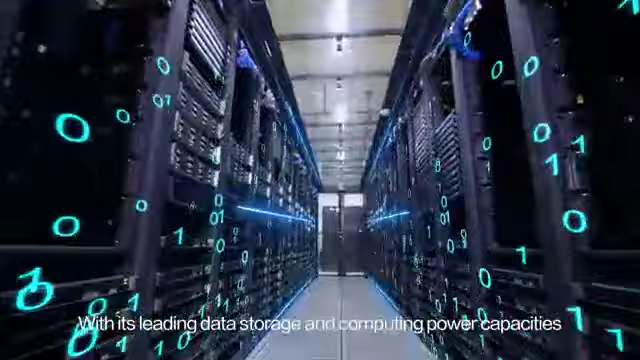 With its leading data storage and computing power capacities